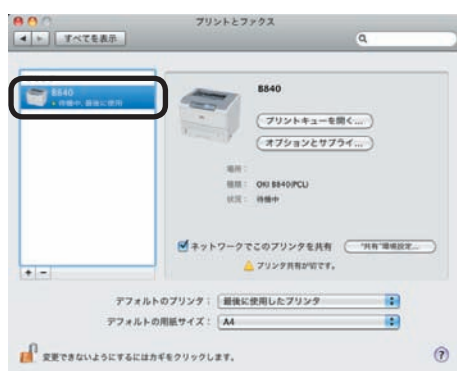 プリントとファクス
すべてを表示
B840
待機中、最後に使用
B840
プリントキューを開く...
オプションとサプライ...
場所：
種類： OKI B840(PCL)
状況： 待機中
ネットワークでこのプリンタを共有
"共有"環境設定...
プリンタ共有が切です。
+ −
デフォルトのプリンタ： 最後に使用したプリンタ
デフォルトの用紙サイズ： A4
変更できないようにするにはカギをクリックします。
?